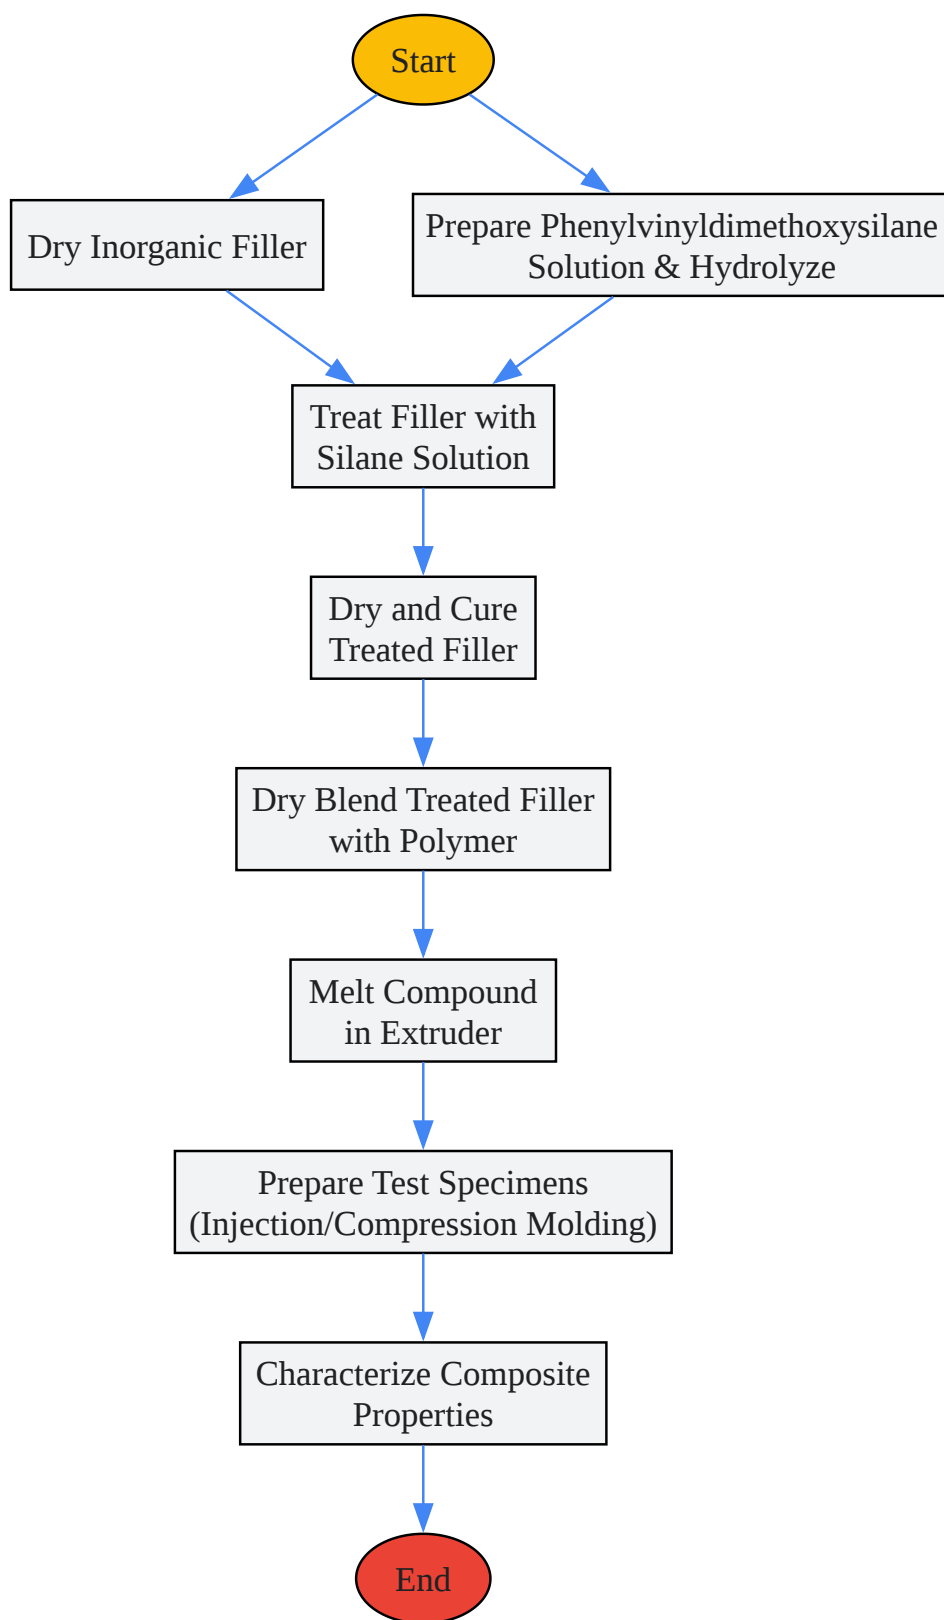 Start
Dry Inorganic Filler
Prepare Phenylvinyldimethoxysilane
Solution & Hydrolyze
Treat Filler with
Silane Solution
Dry and Cure
Treated Filler
Dry Blend Treated Filler
with Polymer
Melt Compound
in Extruder
Prepare Test Specimens
(Injection/Compression Molding)
Characterize Composite
Properties
End